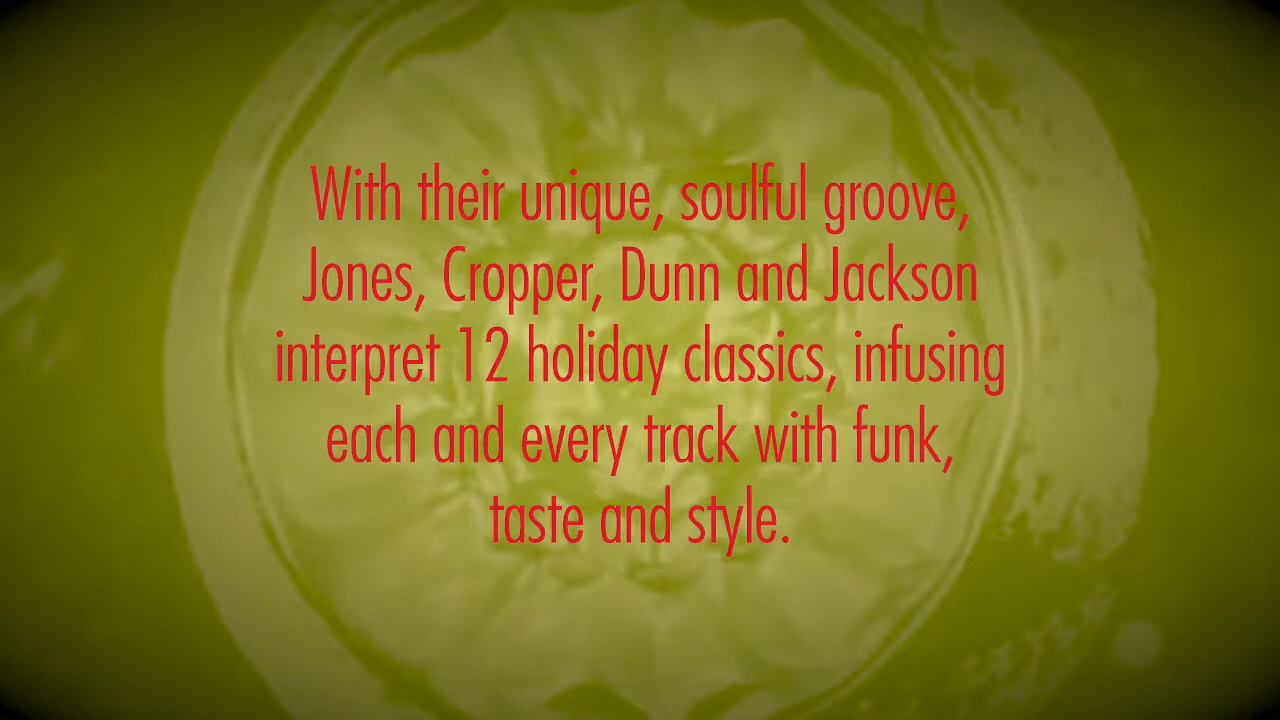 With their unique, soulful groove,
Jones, Cropper, Dunn and Jackson
interpret 12 holiday classics, infusing
each and every track with funk,
taste and style.